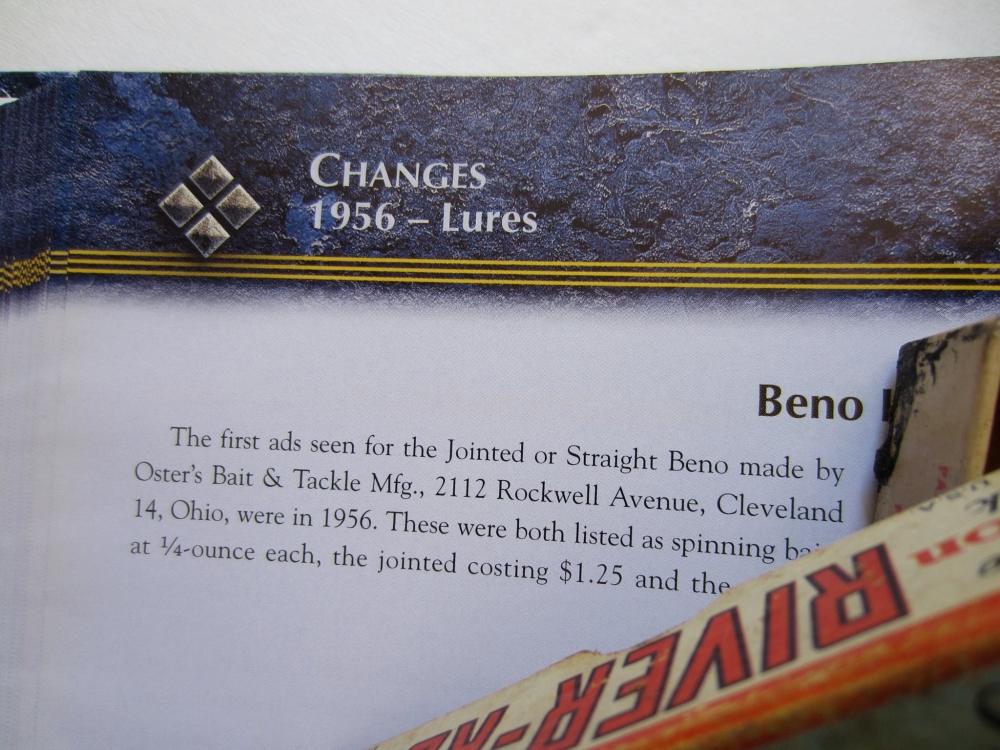 CHANGES
1956 – Lures
Beno
The first ads seen for the Jointed or Straight Beno made by
Oster's Bait & Tackle Mfg., 2112 Rockwell Avenue, Cleveland
14, Ohio, were in 1956. These were both listed as spinning
at ¼-ounce each, the jointed costing $1.25 and the
RIVER-